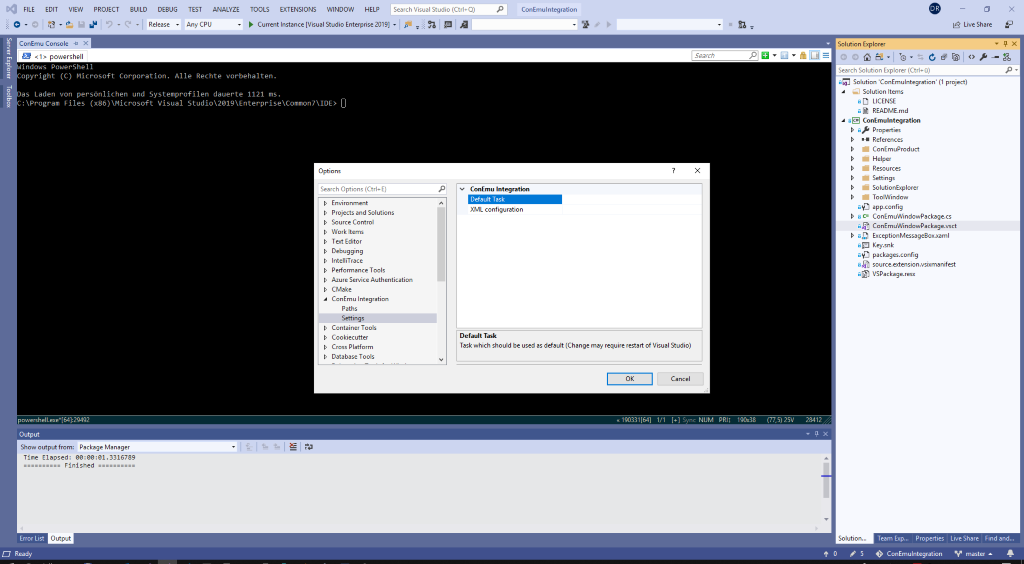 FILE EDIT VIEW PROJECT BUILD DEBUG TEST ANALYZE TOOLS EXTENSIONS WINDOW HELP Search Visual Studio (Ctrl+Q) ConEmuIntegration DR
Release Any CPU Current Instance [Visual Studio Enterprise 2019] Live Share
Server Explorer
Toolbox
ConEmu Console
<1> powershell Search
Windows PowerShell
Copyright (C) Microsoft Corporation. Alle Rechte vorbehalten.
Das Laden von persönlichen und Systemprofilen dauerte 1121 ms.
C:\Program Files (x86)\Microsoft Visual Studio\2019\Enterprise\Common7\IDE>
Options ?
Search Options (Ctrl+E)
Environment
Projects and Solutions
Source Control
Work Items
Text Editor
Debugging
IntelliTrace
Performance Tools
Azure Service Authentication
CMake
ConEmu Integration
Paths
Settings
Container Tools
Cookiecutter
Cross Platform
Database Tools
ConEmu Integration
Default Task
XML configuration
Default Task
Task which should be used as default (Change may require restart of Visual Studio)
OK Cancel
powershell.exe*[64]:29492 « 190331[64] 1/1 [+] Sync NUM PRI: 190x38 (77,5) 25V 28412
Output
Show output from: Package Manager
Time Elapsed: 00:00:01.3316789
========== Finished ==========
Error List Output
Solution Explorer
Search Solution Explorer (Ctrl+ü)
Solution 'ConEmuIntegration' (1 project)
Solution Items
LICENSE
README.md
ConEmuIntegration
Properties
References
ConEmuProduct
Helper
Resources
Settings
SolutionExplorer
ToolWindow
app.config
ConEmuWindowPackage.cs
ConEmuWindowPackage.vsct
ExceptionMessageBox.xaml
Key.snk
packages.config
source.extension.vsixmanifest
VSPackage.resx
Solution... Team Exp... Properties Live Share Find and...
Ready 0 5 ConEmuIntegration master